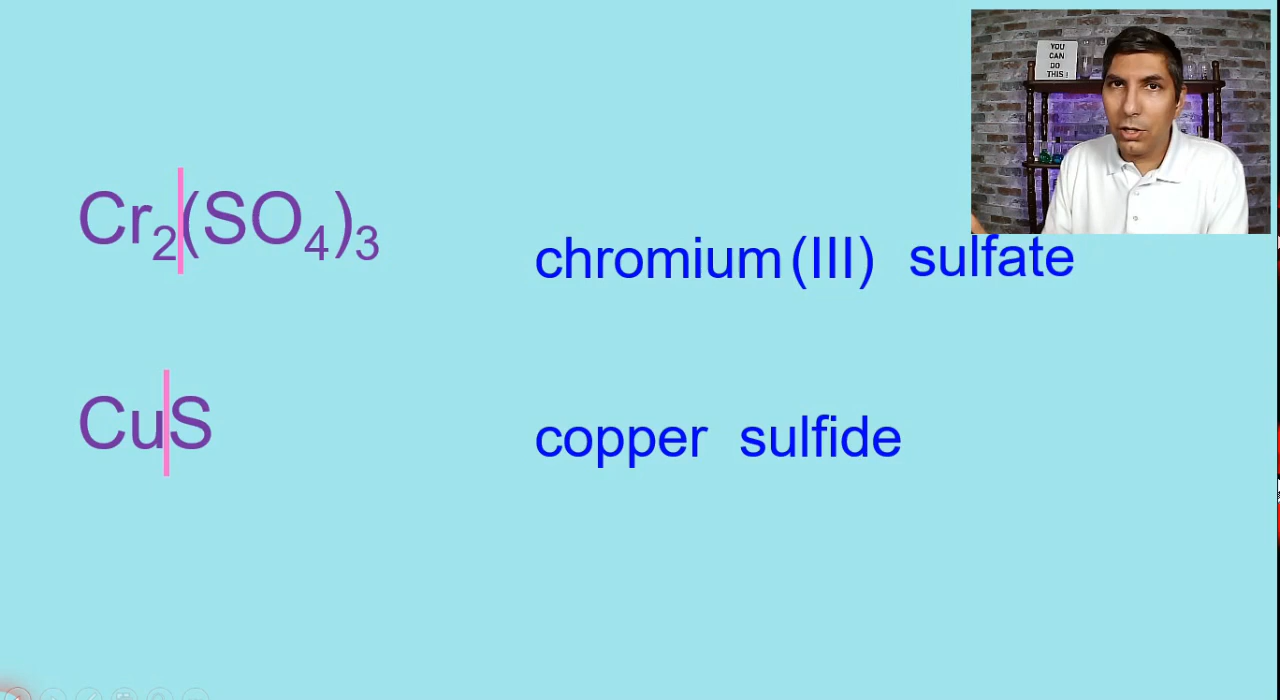 YOU
CAN
DO
THIS!
Cr₂(SO₄)₃
chromium (III) sulfate
CuS
copper sulfide